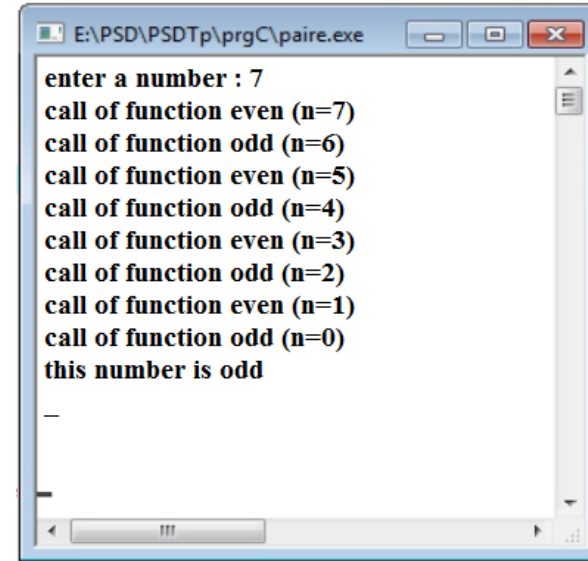 E:\PSD\PSDTp\prgC\paire.exe
enter a number : 7
call of function even (n=7)
call of function odd (n=6)
call of function even (n=5)
call of function odd (n=4)
call of function even (n=3)
call of function odd (n=2)
call of function even (n=1)
call of function odd (n=0)
this number is odd
_